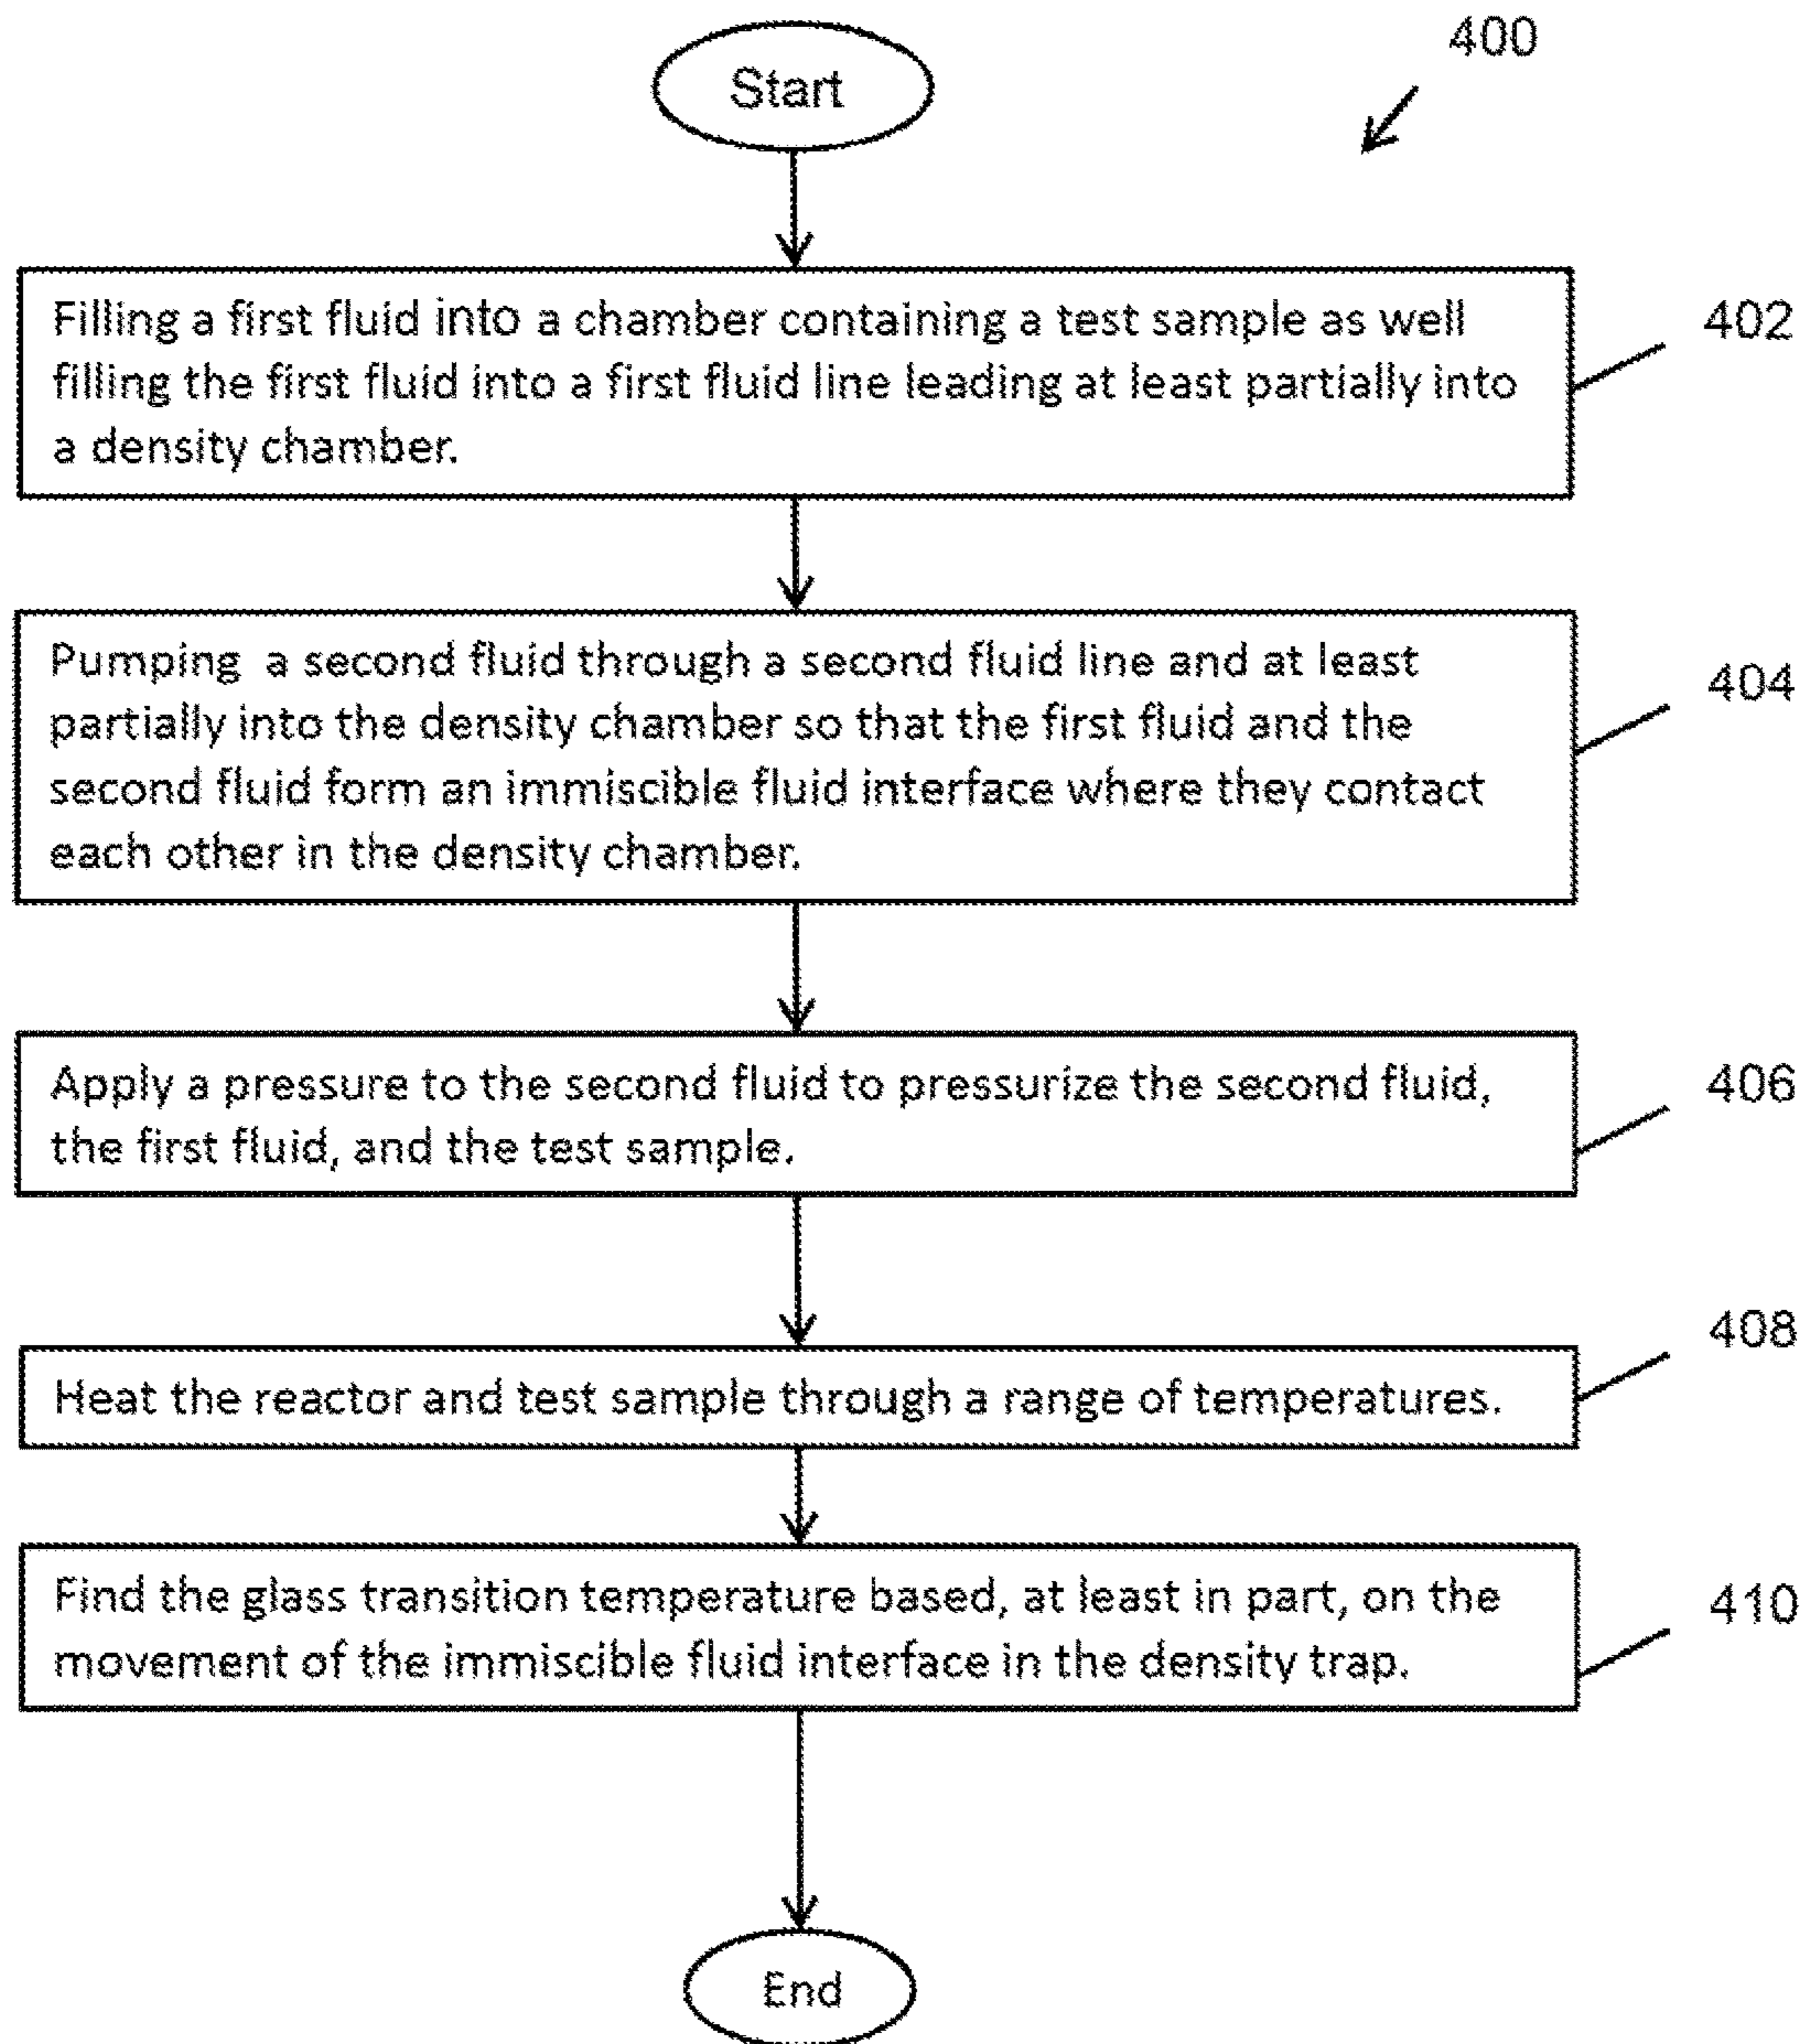 400
Start
Filling a first fluid into a chamber containing a test sample as well
filling the first fluid into a first fluid line leading at least partially into
a density chamber.
402
Pumping a second fluid through a second fluid line and at least
partially into the density chamber so that the first fluid and the
second fluid form an immiscible fluid interface where they contact
each other in the density chamber.
404
Apply a pressure to the second fluid to pressurize the second fluid,
the first fluid, and the test sample.
406
Heat the reactor and test sample through a range of temperatures.
408
Find the glass transition temperature based, at least in part, on the
movement of the immiscible fluid interface in the density trap.
410
End